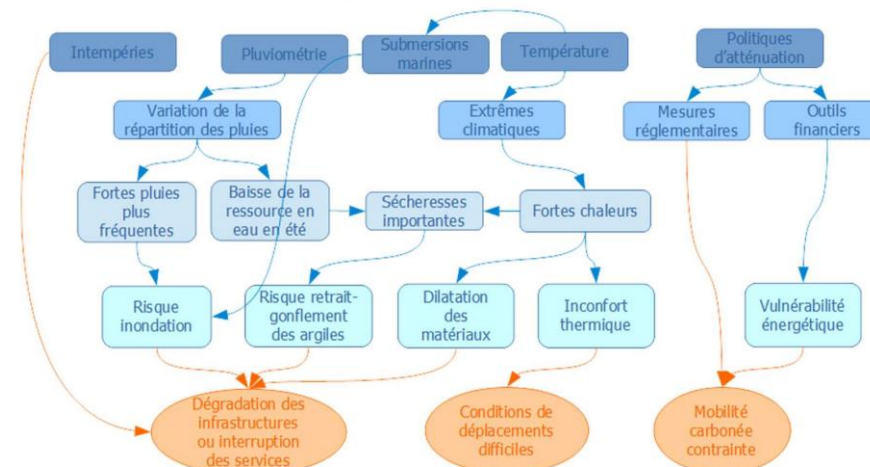 Intempéries
Pluviométrie
Submersions
marines
Température
Politiques
d'atténuation
Variation de la
répartition des pluies
Extrêmes
climatiques
Mesures
réglementaires
Outils
financiers
Fortes pluies
plus
fréquentes
Baisse de la
ressource en
eau en été
Sécheresses
importantes
Fortes chaleurs
Risque
inondation
Risque retrait-
gonflement
des argiles
Dilatation
des
matériaux
Inconfort
thermique
Vulnérabilité
énergétique
Dégradation des
infrastructures
ou interruption
des services
Conditions de
déplacements
difficiles
Mobilité
carbonée
contrainte